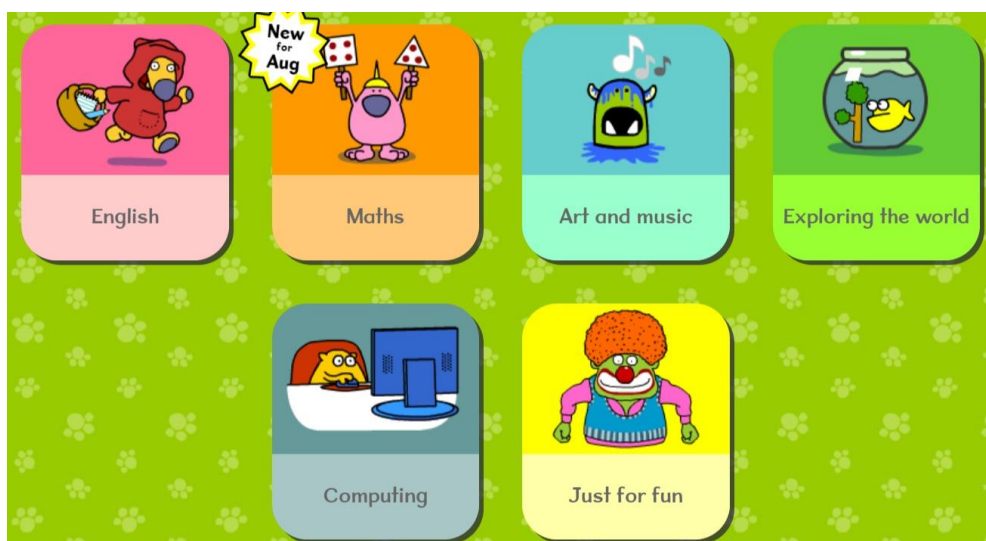 New
for
Aug
English
Maths
Art and music
Exploring the world
Computing
Just for fun